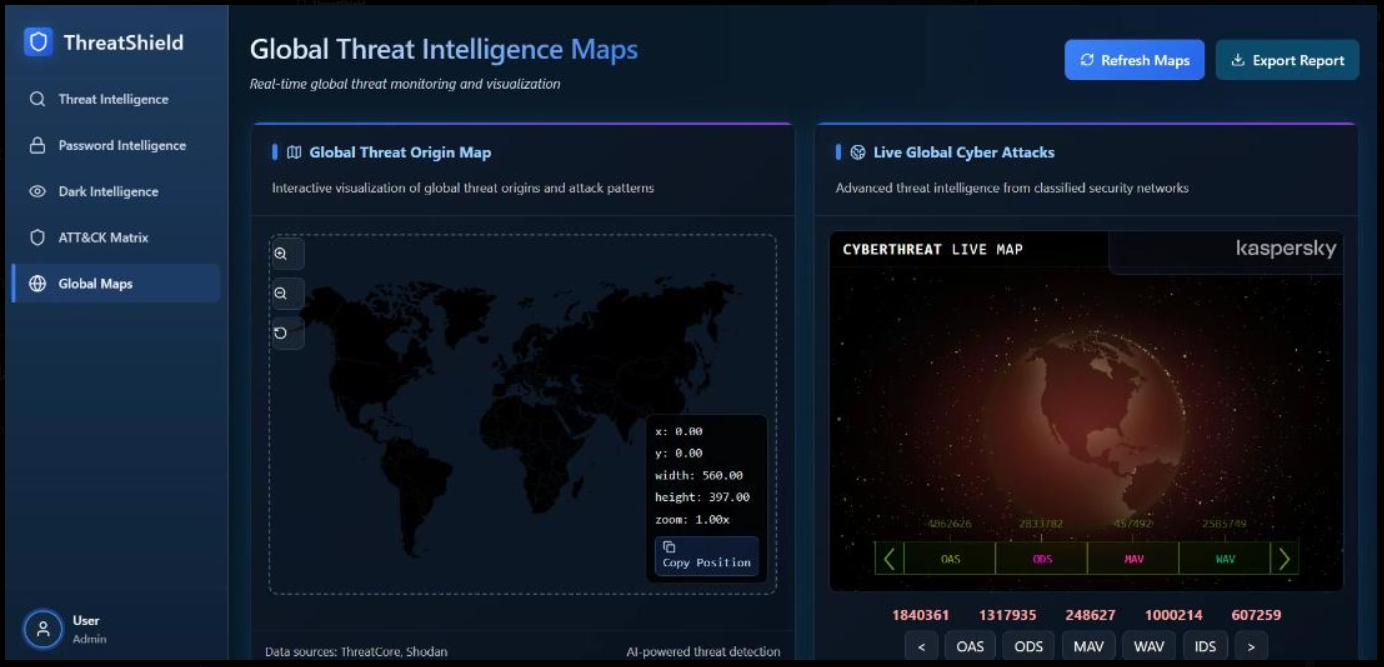 ThreatShield
Threat Intelligence
Password Intelligence
Dark Intelligence
ATT&CK Matrix
Global Maps
User
Admin
Global Threat Intelligence Maps
Real-time global threat monitoring and visualization
Refresh Maps
Export Report
Global Threat Origin Map
Interactive visualization of global threat origins and attack patterns
x: 0.00
y: 0.00
width: 560.00
height: 397.00
zoom: 1.00x
Copy Position
Data sources: ThreatCore, Shodan
AI-powered threat detection
Live Global Cyber Attacks
Advanced threat intelligence from classified security networks
CYBERTHREAT LIVE MAP
kaspersky
4862626 2833782 457492 2585749
OAS ODS MAV WAV
1840361 1317935 248627 1000214 607259
< OAS ODS MAV WAV IDS >